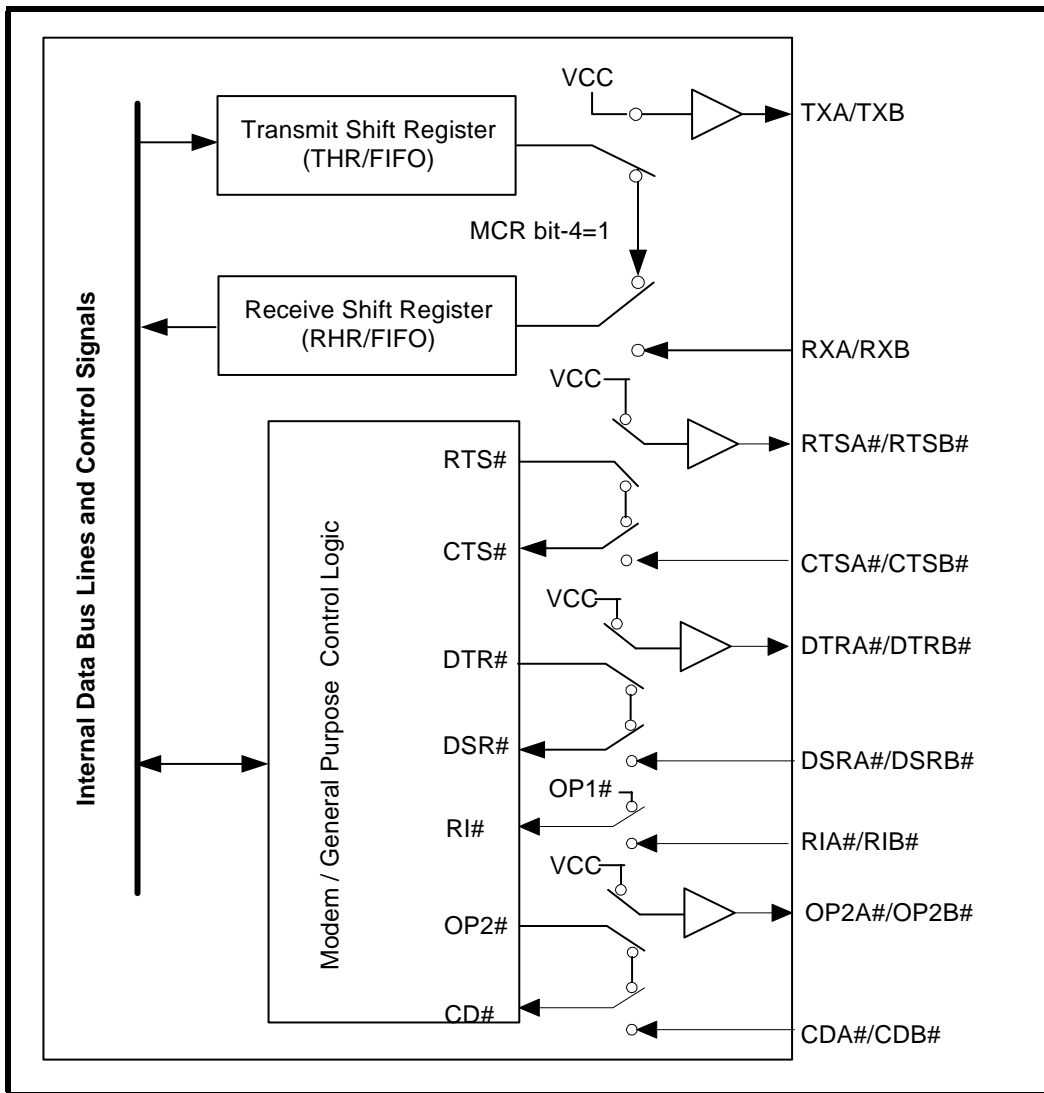 VCC
TXA/TXB
Transmit Shift Register
(THR/FIFO)
MCR bit-4=1
Receive Shift Register
(RHR/FIFO)
RXA/RXB
VCC
RTSA#/RTSB#
RTS#
CTS#
CTSA#/CTSB#
VCC
DTRA#/DTRB#
DTR#
DSR#
DSRA#/DSRB#
OP1#
RI#
RIA#/RIB#
VCC
OP2A#/OP2B#
OP2#
CD#
CDA#/CDB#
Internal Data Bus Lines and Control Signals
Modem / General Purpose Control Logic